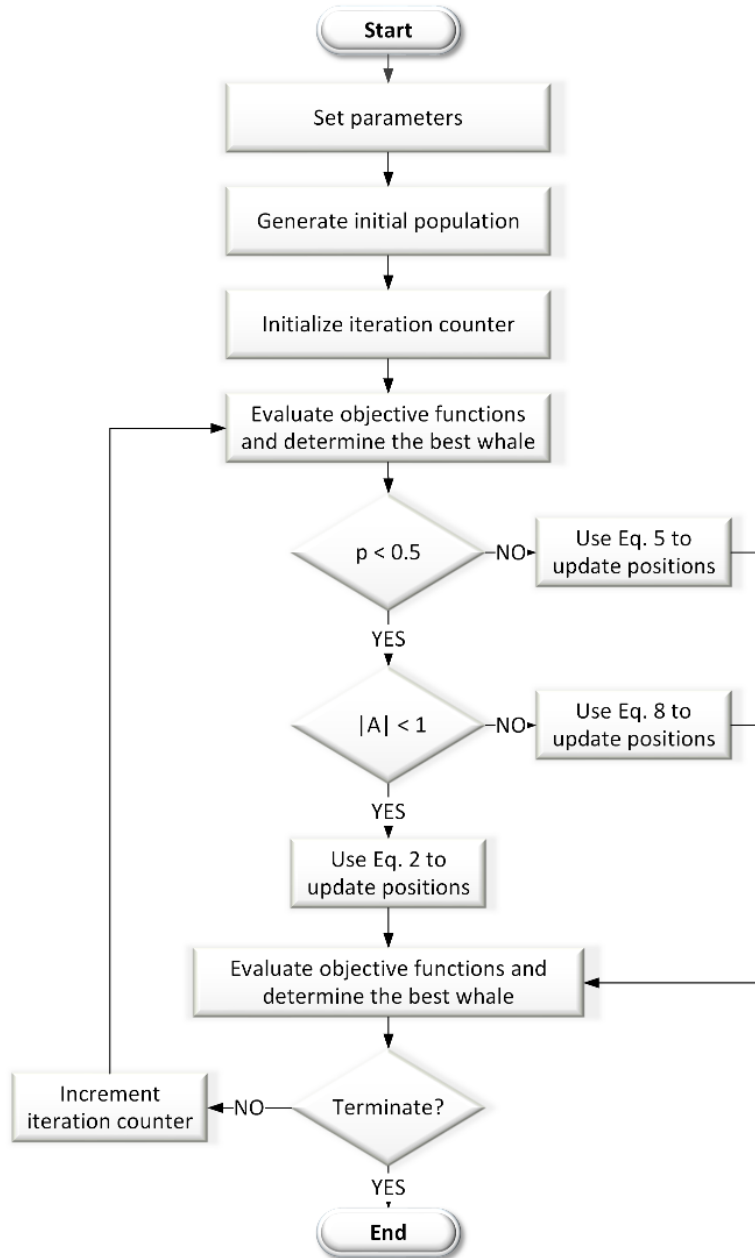 Start
Set parameters
Generate initial population
Initialize iteration counter
Evaluate objective functions
and determine the best whale
p < 0.5
NO
Use Eq. 5 to
update positions
YES
|A| < 1
NO
Use Eq. 8 to
update positions
YES
Use Eq. 2 to
update positions
Evaluate objective functions and
determine the best whale
Terminate?
NO
Increment
iteration counter
YES
End